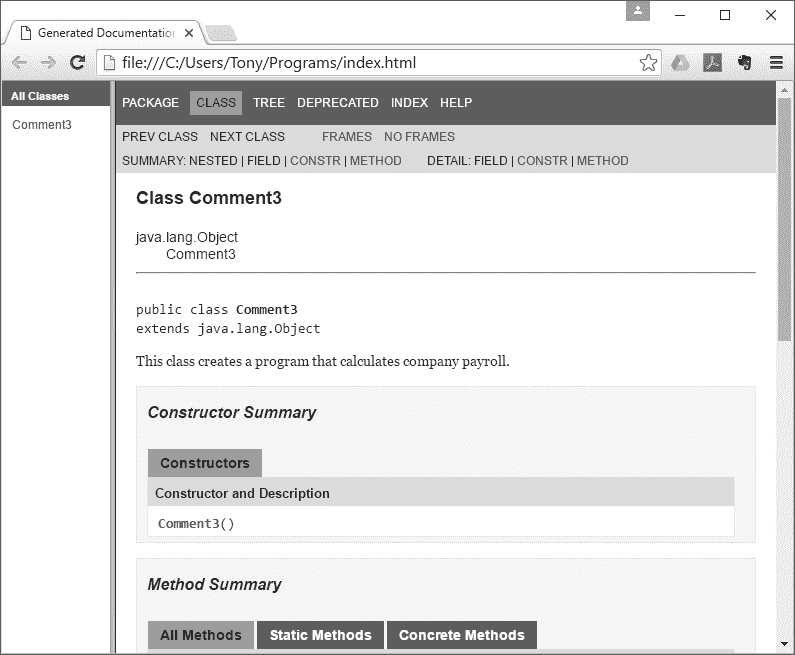 Generated Documentation
file:///C:/Users/Tony/Programs/index.html
All Classes
Comment3
PACKAGE CLASS TREE DEPRECATED INDEX HELP
PREV CLASS NEXT CLASS FRAMES NO FRAMES
SUMMARY: NESTED | FIELD | CONSTR | METHOD DETAIL: FIELD | CONSTR | METHOD
Class Comment3
java.lang.Object
Comment3
public class Comment3
extends java.lang.Object
This class creates a program that calculates company payroll.
Constructor Summary
Constructors
Constructor and Description
Comment3()
Method Summary
All Methods Static Methods Concrete Methods